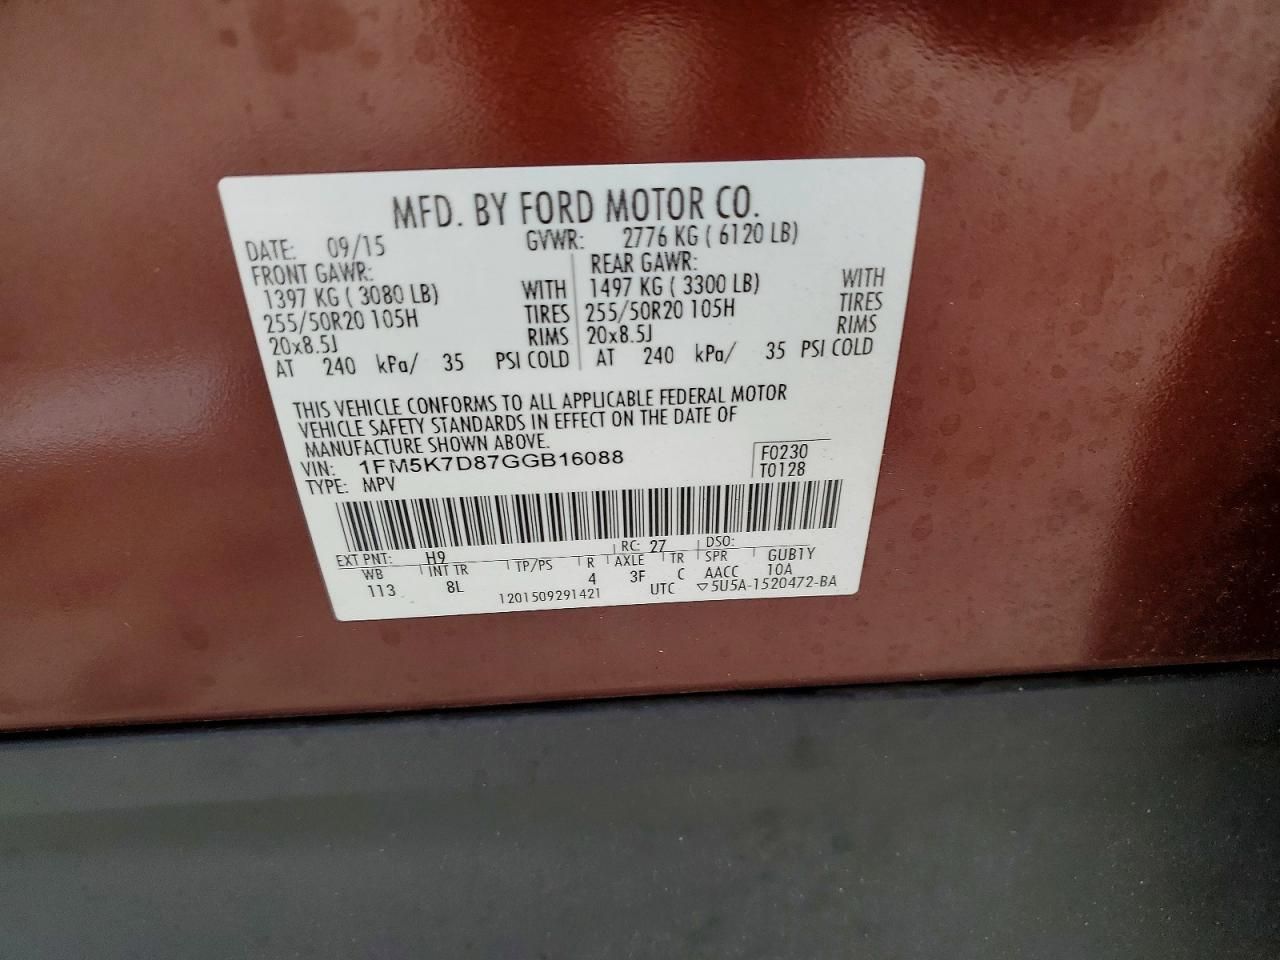 MFD. BY FORD MOTOR CO.
DATE: 09/15 GVWR: 2776 KG ( 6120 LB)
FRONT GAWR: REAR GAWR:
1397 KG ( 3080 LB) WITH 1497 KG ( 3300 LB) WITH
255/50R20 105H TIRES 255/50R20 105H TIRES
20x8.5J RIMS 20x8.5J RIMS
AT 240 kPa/ 35 PSI COLD AT 240 kPa/ 35 PSI COLD
THIS VEHICLE CONFORMS TO ALL APPLICABLE FEDERAL MOTOR
VEHICLE SAFETY STANDARDS IN EFFECT ON THE DATE OF
MANUFACTURE SHOWN ABOVE.
VIN: 1FM5K7D87GGB16088 F0230
TYPE: MPV T0128
EXT PNT: H9 RC: 27 DSO:
WB INT TR TP/PS R AXLE TR SPR GUB1Y
113 8L 4 3F C AACC 10A
1201509291421 UTC ▽5U5A-1520472-BA